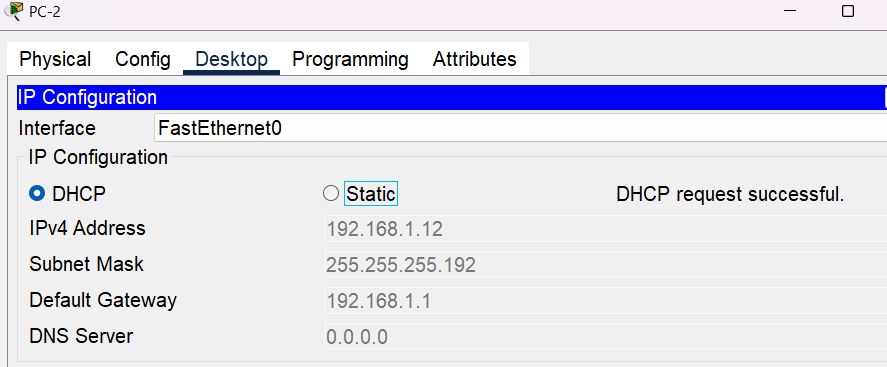 PC-2
Physical Config Desktop Programming Attributes
IP Configuration
Interface FastEthernet0
IP Configuration
DHCP Static DHCP request successful.
IPv4 Address 192.168.1.12
Subnet Mask 255.255.255.192
Default Gateway 192.168.1.1
DNS Server 0.0.0.0